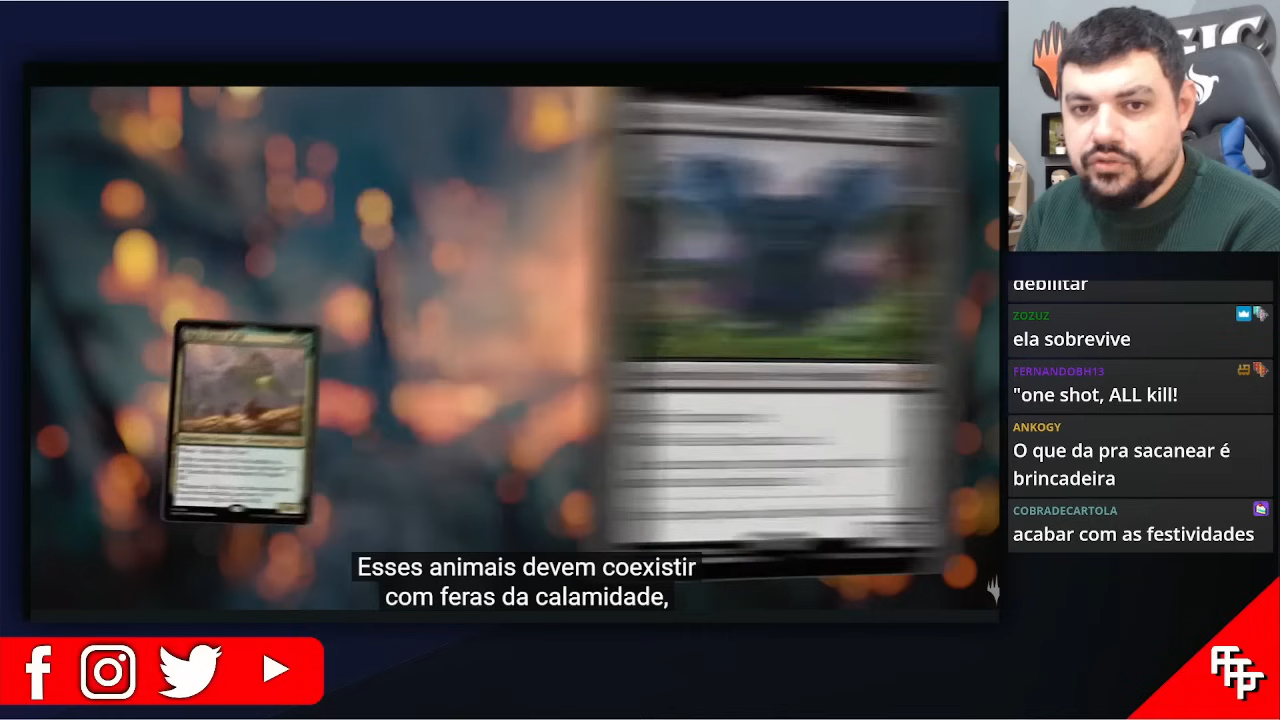 Esses animais devem coexistir
com feras da calamidade,
debilitar
ZOZUZ
ela sobrevive
FERNANDOBH13
"one shot, ALL kill!
ANKOGY
O que da pra sacanear é
brincadeira
COBRADECARTOLA
acabar com as festividades